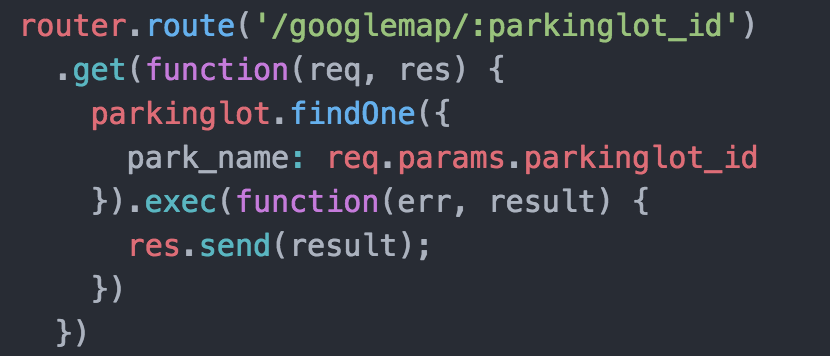 router.route('/googlemap/:parkinglot_id')
  .get(function(req, res) {
    parkinglot.findOne({
      park_name: req.params.parkinglot_id
    }).exec(function(err, result) {
      res.send(result);
    })
  })